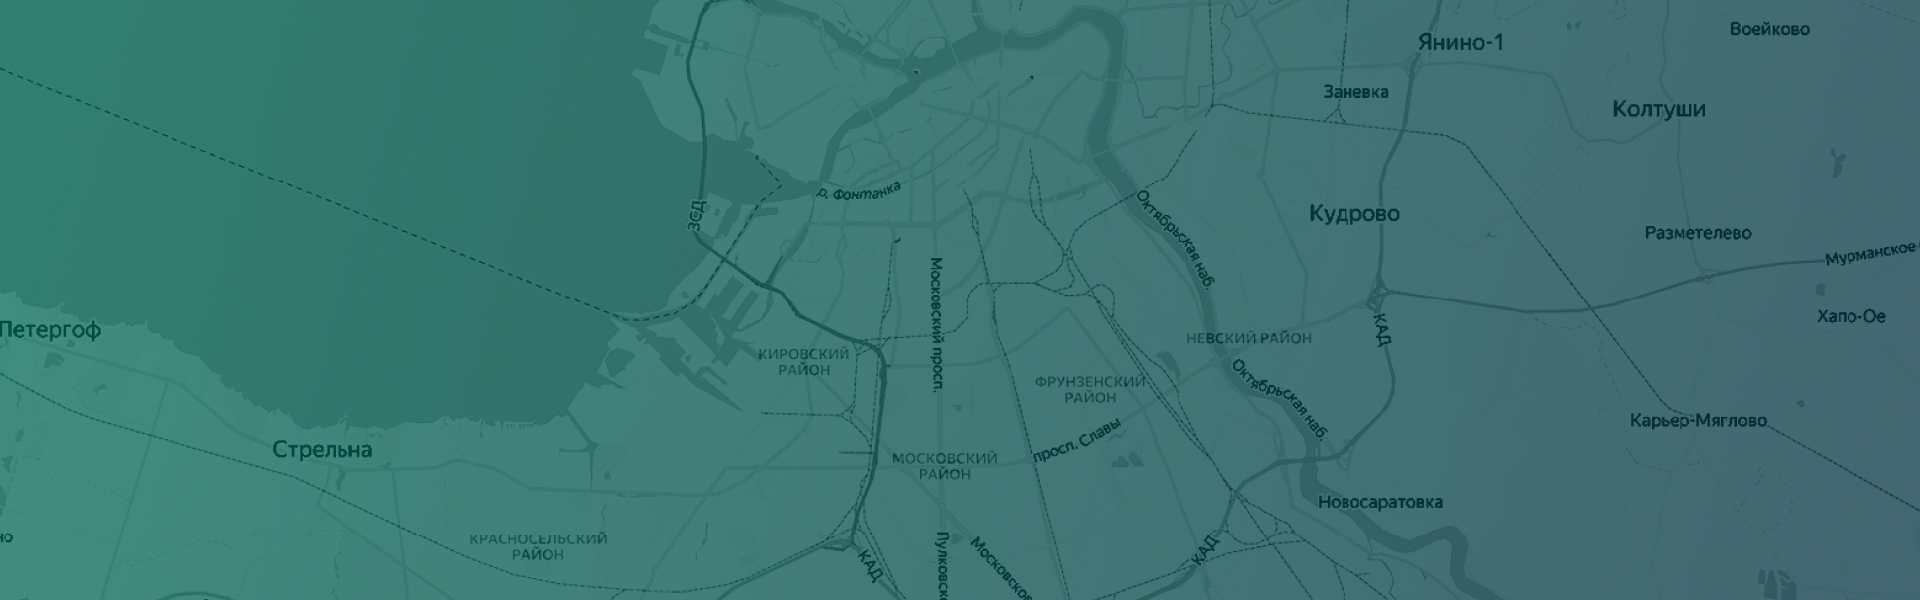 Воейково
Янино-1
Заневка
Колтуши
р. Фонтанка
ЗСД
Октябрьская наб.
Кудрово
Разметелево
Мурманское
Московский просп.
Петергоф
Хапо-Ое
КАД
НЕВСКИЙ РАЙОН
КИРОВСКИЙ
РАЙОН
ФРУНЗЕНСКИЙ
РАЙОН
Октябрьская наб.
Карьер-Мяглово
просп. Славы
Стрельна
МОСКОВСКИЙ
РАЙОН
Новосаратовка
КРАСНОСЕЛЬСКИЙ
РАЙОН
КАД
Пулковско
Московское
КАД